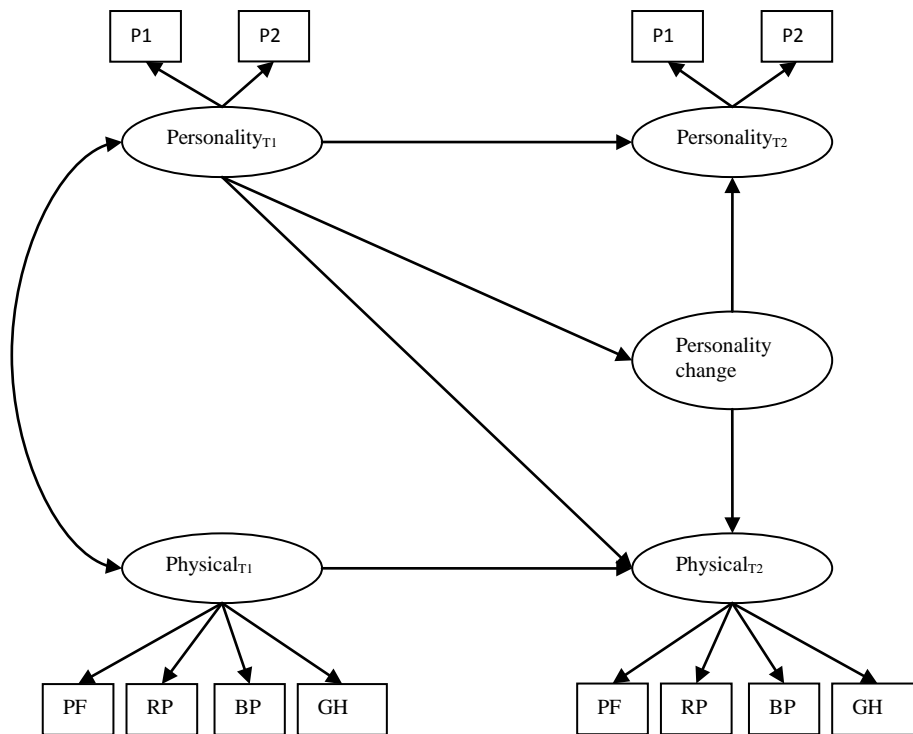 P1
P2
P1
P2
PersonalityT1
PersonalityT2
Personality
change
PhysicalT1
PhysicalT2
PF
RP
BP
GH
PF
RP
BP
GH